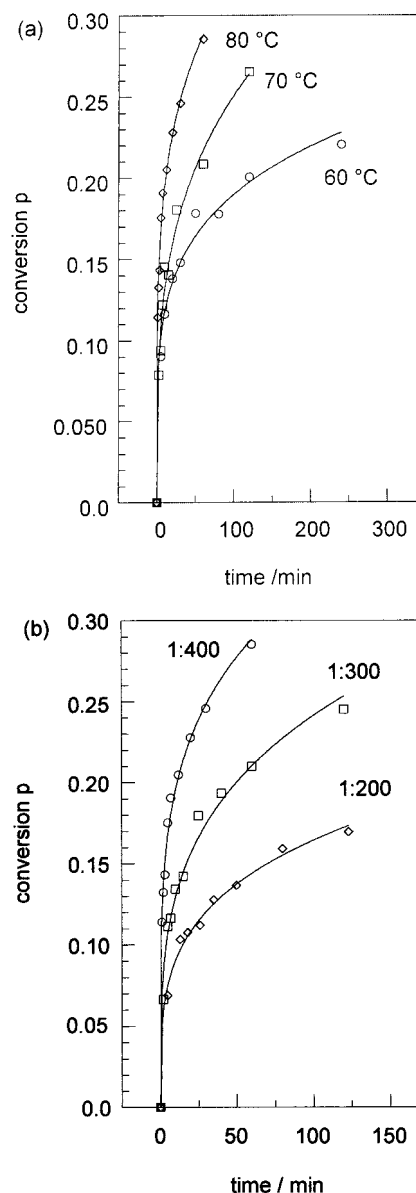 (a)
0.30
0.25
0.20
0.15
0.10
0.050
0.0
80 °C
70 °C
60 °C
conversion p
0 100 200 300
time /min
(b)
0.30
0.25
0.20
0.15
0.10
0.05
0.0
1:400
1:300
1:200
conversion p
0 50 100 150
time / min